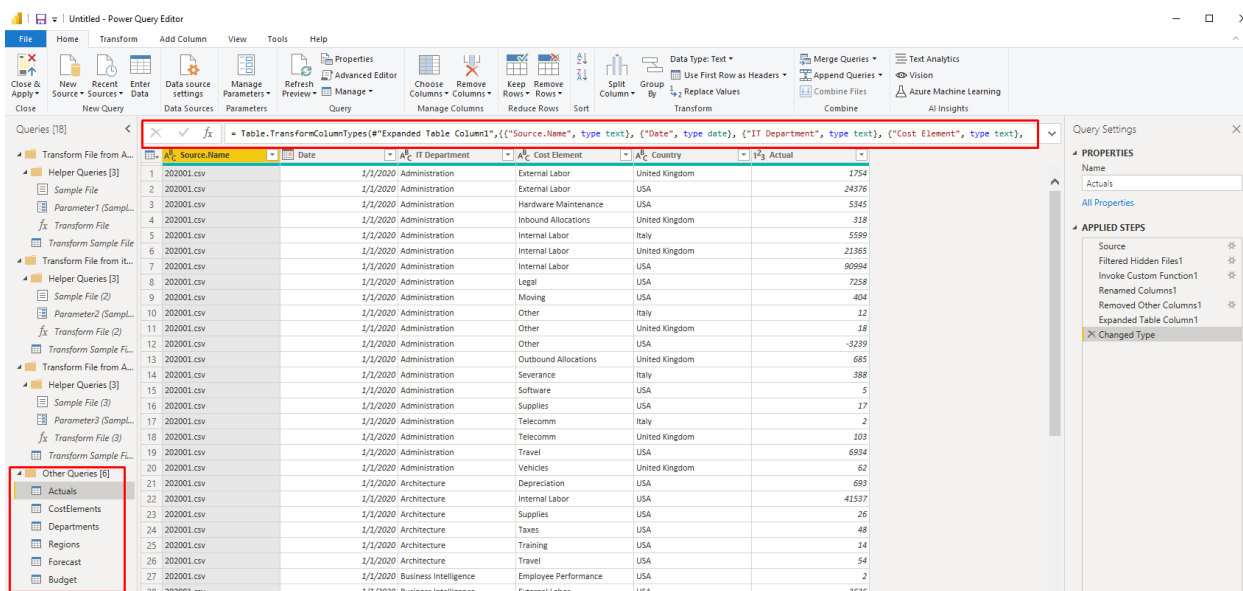 Untitled - Power Query Editor
File Home Transform Add Column View Tools Help
Close & Apply New Source Recent Sources Enter Data Data source settings Manage Parameters Refresh Preview Properties Advanced Editor Manage Choose Columns Remove Columns Keep Rows Remove Rows Split Column Group By Data Type: Text Use First Row as Headers Replace Values Merge Queries Append Queries Combine Files Text Analytics Vision Azure Machine Learning
Close New Query Data Sources Parameters Query Manage Columns Reduce Rows Sort Transform Combine AI Insights
Queries [18]
Transform File from A...
Helper Queries [3]
Sample File
Parameter1 (Sampl...
Transform File
Transform Sample File
Transform File from it...
Helper Queries [3]
Sample File (2)
Parameter2 (Sampl...
Transform File (2)
Transform Sample Fi...
Transform File from A...
Helper Queries [3]
Sample File (3)
Parameter3 (Sampl...
Transform File (3)
Transform Sample Fi...
Other Queries [6]
Actuals
CostElements
Departments
Regions
Forecast
Budget
fx = Table.TransformColumnTypes(#"Expanded Table Column1",{{"Source.Name", type text}, {"Date", type date}, {"IT Department", type text}, {"Cost Element", type text},
Source.Name Date IT Department Cost Element Country Actual
1 202001.csv 1/1/2020 Administration External Labor United Kingdom 1754
2 202001.csv 1/1/2020 Administration External Labor USA 24376
3 202001.csv 1/1/2020 Administration Hardware Maintenance USA 5345
4 202001.csv 1/1/2020 Administration Inbound Allocations United Kingdom 318
5 202001.csv 1/1/2020 Administration Internal Labor Italy 5599
6 202001.csv 1/1/2020 Administration Internal Labor United Kingdom 21365
7 202001.csv 1/1/2020 Administration Internal Labor USA 90994
8 202001.csv 1/1/2020 Administration Legal USA 7258
9 202001.csv 1/1/2020 Administration Moving USA 404
10 202001.csv 1/1/2020 Administration Other Italy 12
11 202001.csv 1/1/2020 Administration Other United Kingdom 18
12 202001.csv 1/1/2020 Administration Other USA -3239
13 202001.csv 1/1/2020 Administration Outbound Allocations United Kingdom 685
14 202001.csv 1/1/2020 Administration Severance Italy 388
15 202001.csv 1/1/2020 Administration Software USA 5
16 202001.csv 1/1/2020 Administration Supplies USA 17
17 202001.csv 1/1/2020 Administration Telecomm Italy 2
18 202001.csv 1/1/2020 Administration Telecomm United Kingdom 103
19 202001.csv 1/1/2020 Administration Travel USA 6934
20 202001.csv 1/1/2020 Administration Vehicles United Kingdom 62
21 202001.csv 1/1/2020 Architecture Depreciation USA 693
22 202001.csv 1/1/2020 Architecture Internal Labor USA 41537
23 202001.csv 1/1/2020 Architecture Supplies USA 26
24 202001.csv 1/1/2020 Architecture Taxes USA 48
25 202001.csv 1/1/2020 Architecture Training USA 14
26 202001.csv 1/1/2020 Architecture Travel USA 54
27 202001.csv 1/1/2020 Business Intelligence Employee Performance USA 2
Query Settings
PROPERTIES
Name
Actuals
All Properties
APPLIED STEPS
Source
Filtered Hidden Files1
Invoke Custom Function1
Renamed Columns1
Removed Other Columns1
Expanded Table Column1
Changed Type